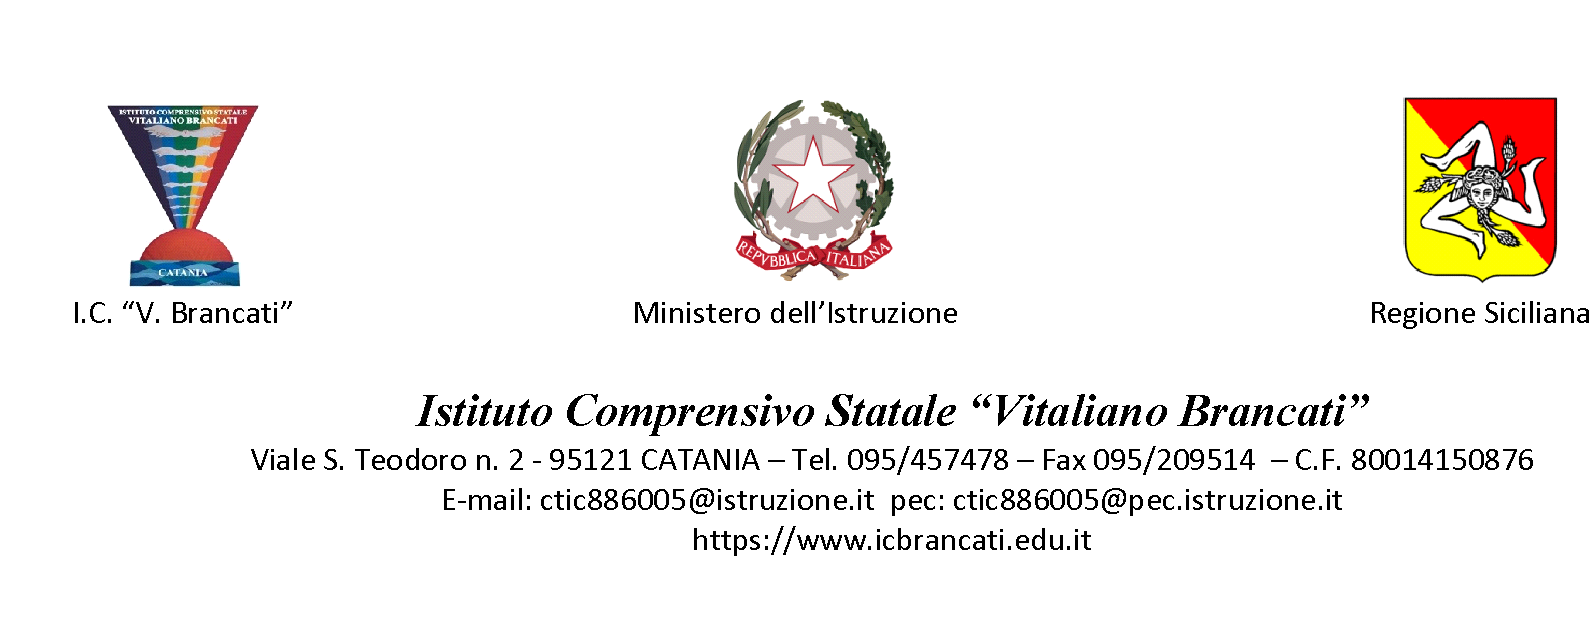 ISTITUTO COMPRENSIVO STATALE
VITALIANO BRANCATI
CATANIA
REPVBBLICA ITALIANA
I.C. “V. Brancati”
Ministero dell’Istruzione
Regione Siciliana
Istituto Comprensivo Statale “Vitaliano Brancati”
Viale S. Teodoro n. 2 - 95121 CATANIA – Tel. 095/457478 – Fax 095/209514 – C.F. 80014150876
E-mail: ctic886005@istruzione.it pec: ctic886005@pec.istruzione.it
https://www.icbrancati.edu.it